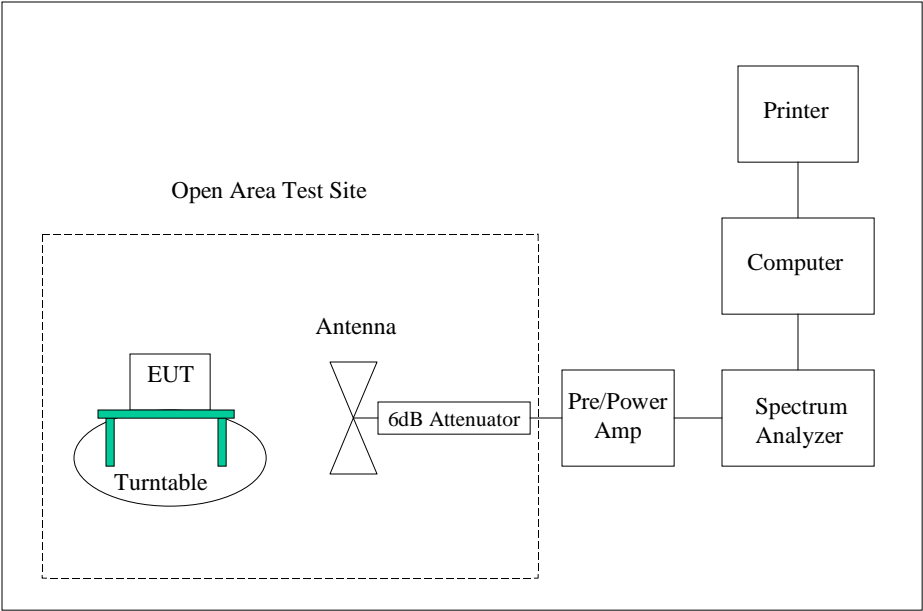 Printer
Open Area Test Site
Computer
Antenna
EUT
6dB Attenuator
Pre/Power
Amp
Spectrum
Analyzer
Turntable